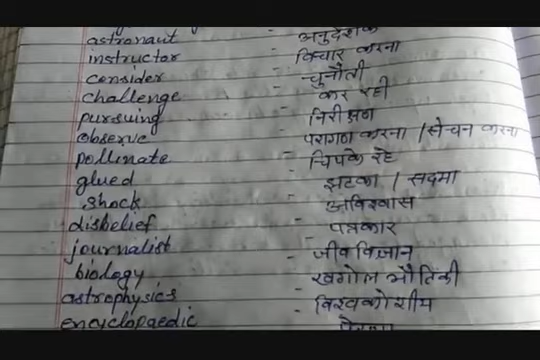 astronaut
instructor - अनुदेशक
consider - विचार करना
challenge - चुनौती
pursuing - कर रही
observe - निरीक्षण
pollinate - परागण करना / सेचन करना
glued - चिपके रहे
shock - झटका / सदमा
disbelief - अविश्वास
journalist - पत्रकार
biology - जीव विज्ञान
astrophysics - खगोल भौतिकी
encyclopaedic - विश्वकोशीय